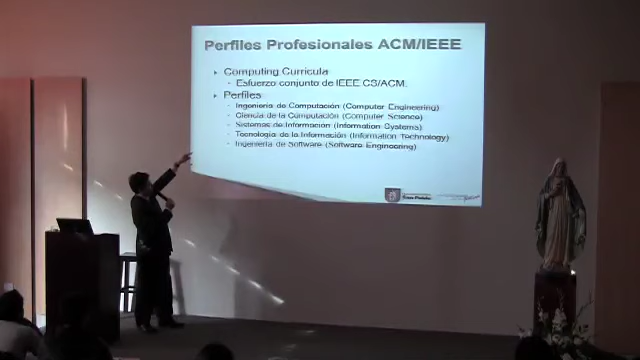 Perfiles Profesionales ACM/IEEE
Computing Curricula
- Esfuerzo conjunto de IEEE CS/ACM.
Perfiles
- Ingeniería de Computación (Computer Engineering)
- Ciencia de la Computación (Computer Science)
- Sistemas de Información (Information Systems)
- Tecnología de la Información (Information Technology)
- Ingeniería de Software (Software Engineering)